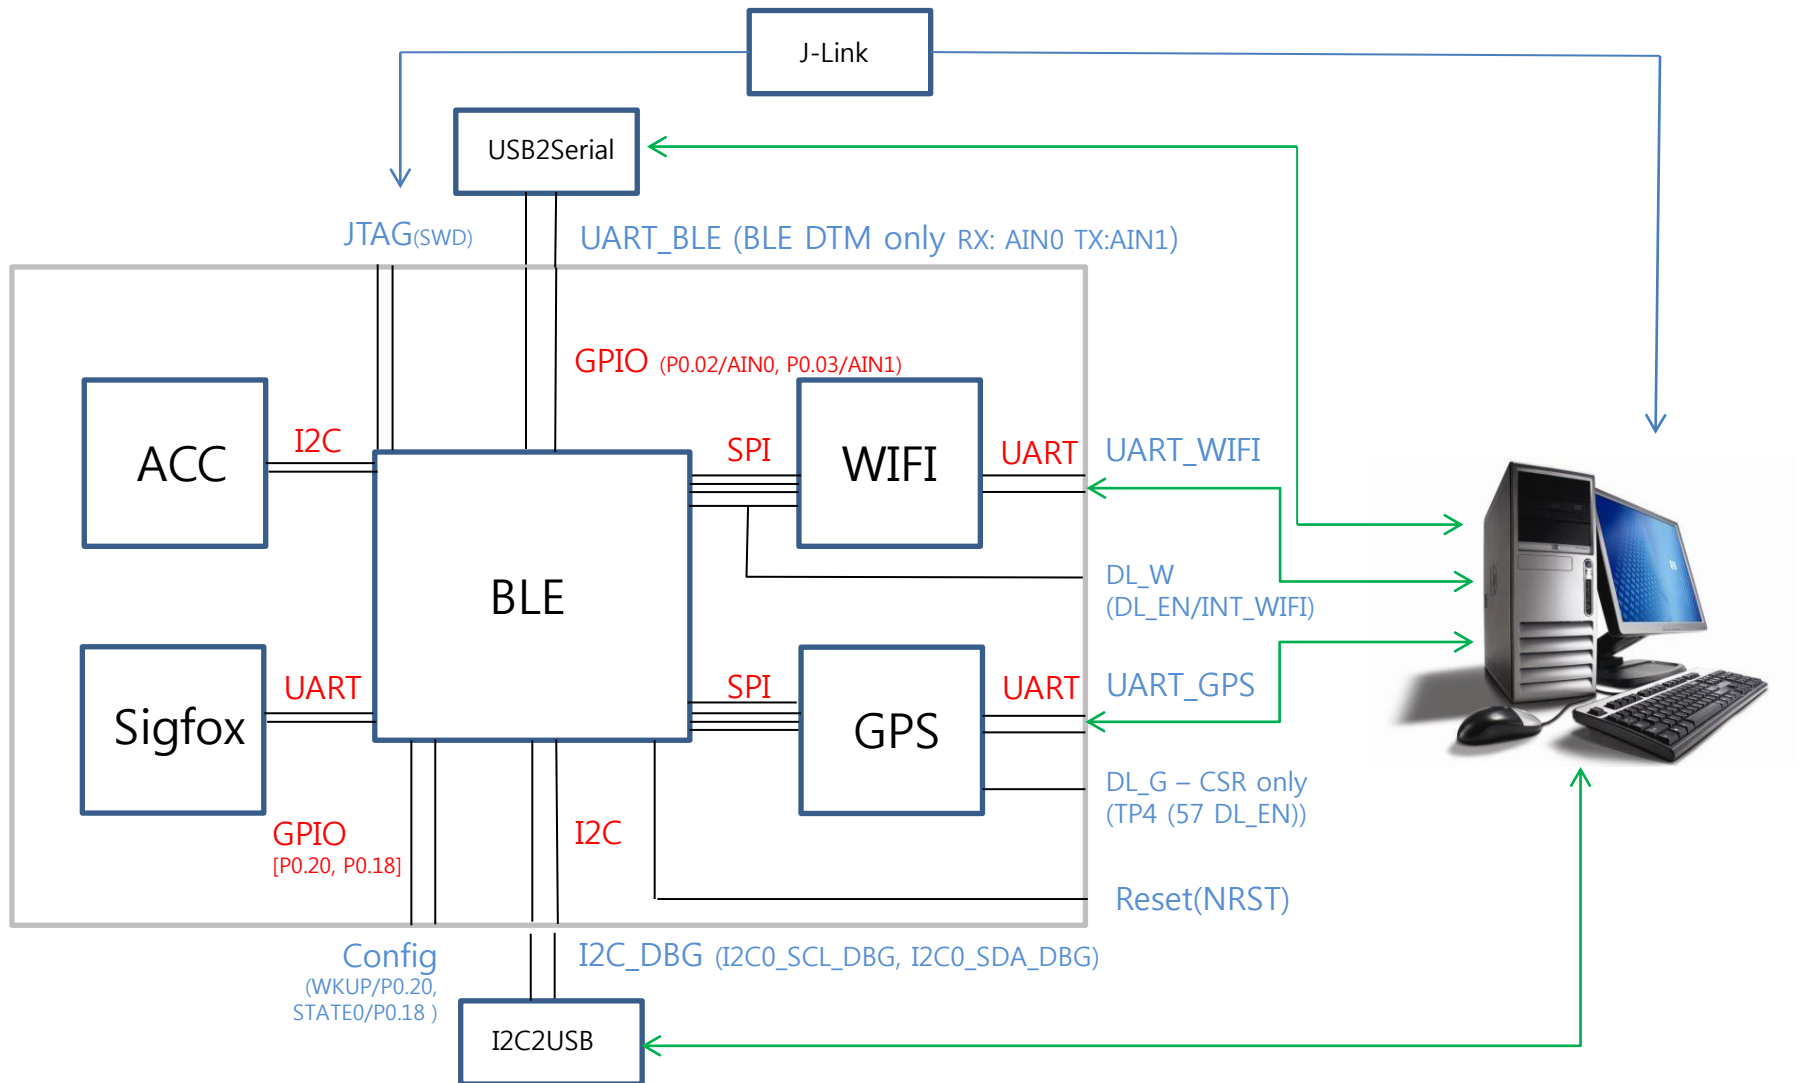 J-Link
USB2Serial
JTAG(SWD)
UART_BLE (BLE DTM only RX: AIN0 TX:AIN1)
GPIO (P0.02/AIN0, P0.03/AIN1)
ACC
I2C
SPI
WIFI
UART
UART_WIFI
BLE
DL_W
(DL_EN/INT_WIFI)
Sigfox
UART
SPI
GPS
UART
UART_GPS
DL_G – CSR only
(TP4 (57 DL_EN))
GPIO
[P0.20, P0.18]
I2C
Reset(NRST)
Config
(WKUP/P0.20,
STATE0/P0.18 )
I2C_DBG (I2C0_SCL_DBG, I2C0_SDA_DBG)
I2C2USB